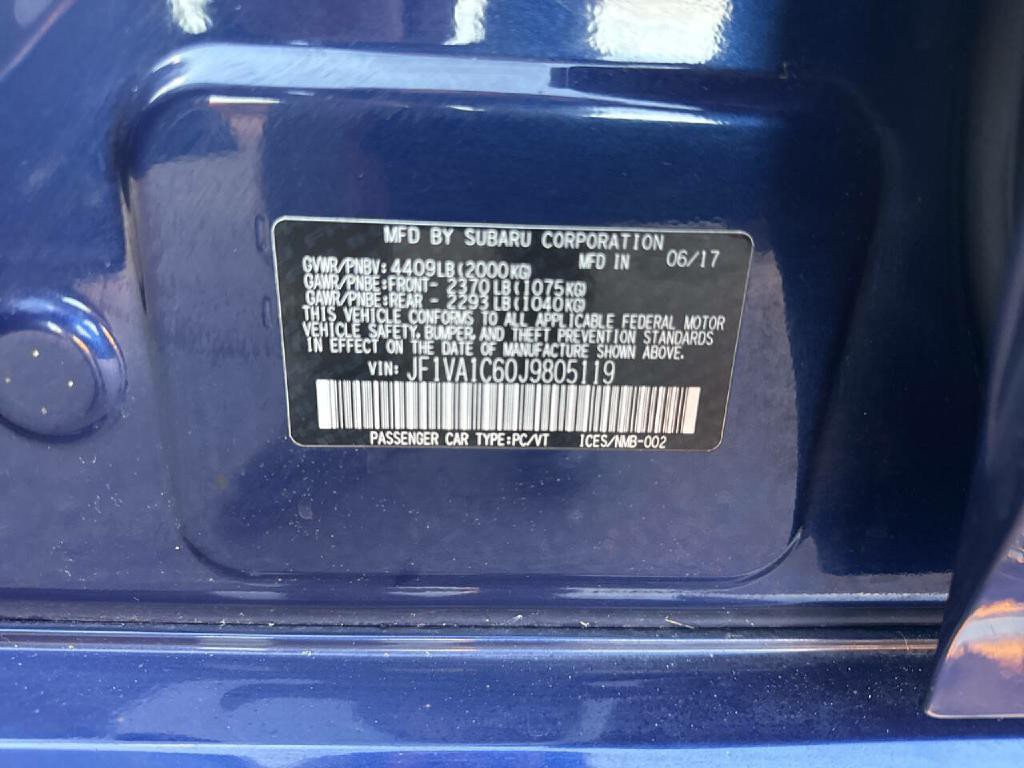 MFD BY SUBARU CORPORATION
MFD IN 06/17
GVWR/PNBV: 4409LB(2000KG)
GAWR/PNBE:FRONT- 2370LB(1075KG)
GAWR/PNBE:REAR - 2293LB(1040KG)
THIS VEHICLE CONFORMS TO ALL APPLICABLE FEDERAL MOTOR
VEHICLE SAFETY, BUMPER, AND THEFT PREVENTION STANDARDS
IN EFFECT ON THE DATE OF MANUFACTURE SHOWN ABOVE.
VIN: JF1VA1C60J9805119
PASSENGER CAR TYPE:PC/VT ICES/NMB-002